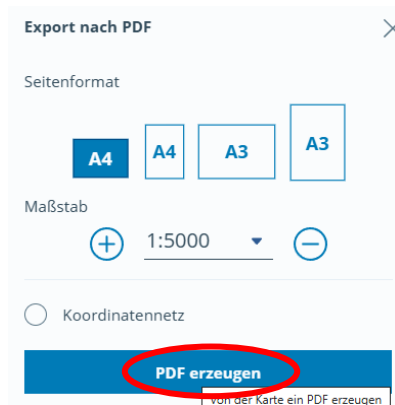 Export nach PDF
Seitenformat
A4 A4 A3 A3
Maßstab
1:5000
Koordinatennetz
PDF erzeugen
Von der Karte ein PDF erzeugen